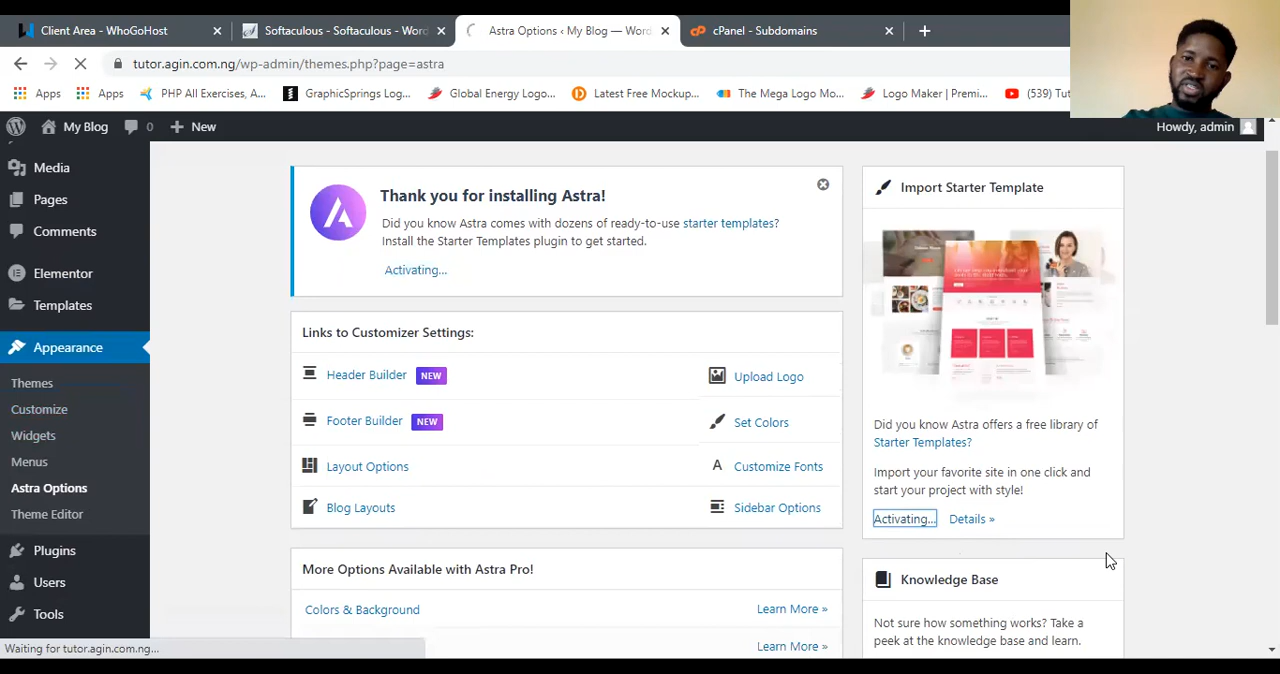 Client Area - WhoGoHost
Softaculous - Softaculous - Wor
Astra Options ‹ My Blog — Word
cPanel - Subdomains
tutor.agin.com.ng/wp-admin/themes.php?page=astra
Apps
Apps
PHP All Exercises, A...
GraphicSprings Log...
Global Energy Logo...
Latest Free Mockup...
The Mega Logo Mo...
Logo Maker | Premi...
(539) Tut
My Blog
0
New
Howdy, admin
Media
Pages
Comments
Elementor
Templates
Appearance
Themes
Customize
Widgets
Menus
Astra Options
Theme Editor
Plugins
Users
Tools
Thank you for installing Astra!
Did you know Astra comes with dozens of ready-to-use starter templates?
Install the Starter Templates plugin to get started.
Activating...
Links to Customizer Settings:
Header Builder NEW
Upload Logo
Footer Builder NEW
Set Colors
Layout Options
Customize Fonts
Blog Layouts
Sidebar Options
More Options Available with Astra Pro!
Colors & Background
Learn More »
Learn More »
Import Starter Template
Did you know Astra offers a free library of
Starter Templates?
Import your favorite site in one click and
start your project with style!
Activating... Details »
Knowledge Base
Not sure how something works? Take a
peek at the knowledge base and learn.
Waiting for tutor.agin.com.ng...